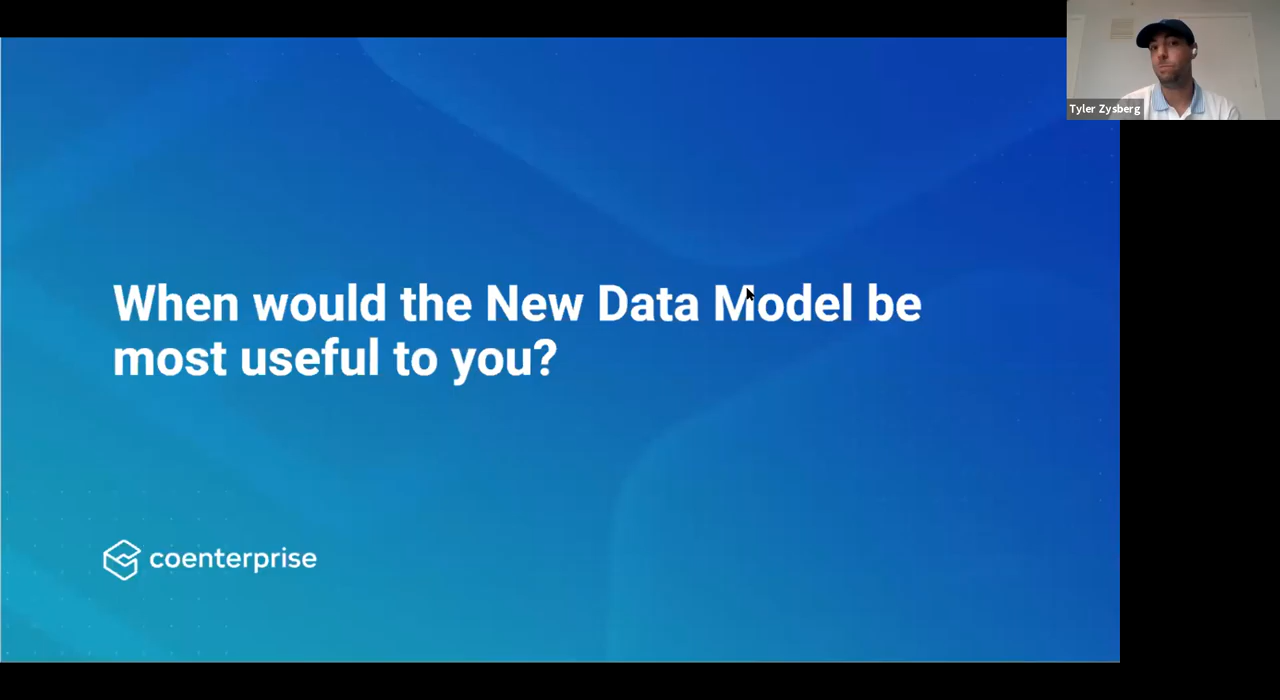 Tyler Zysberg
When would the New Data Model be
most useful to you?
coenterprise